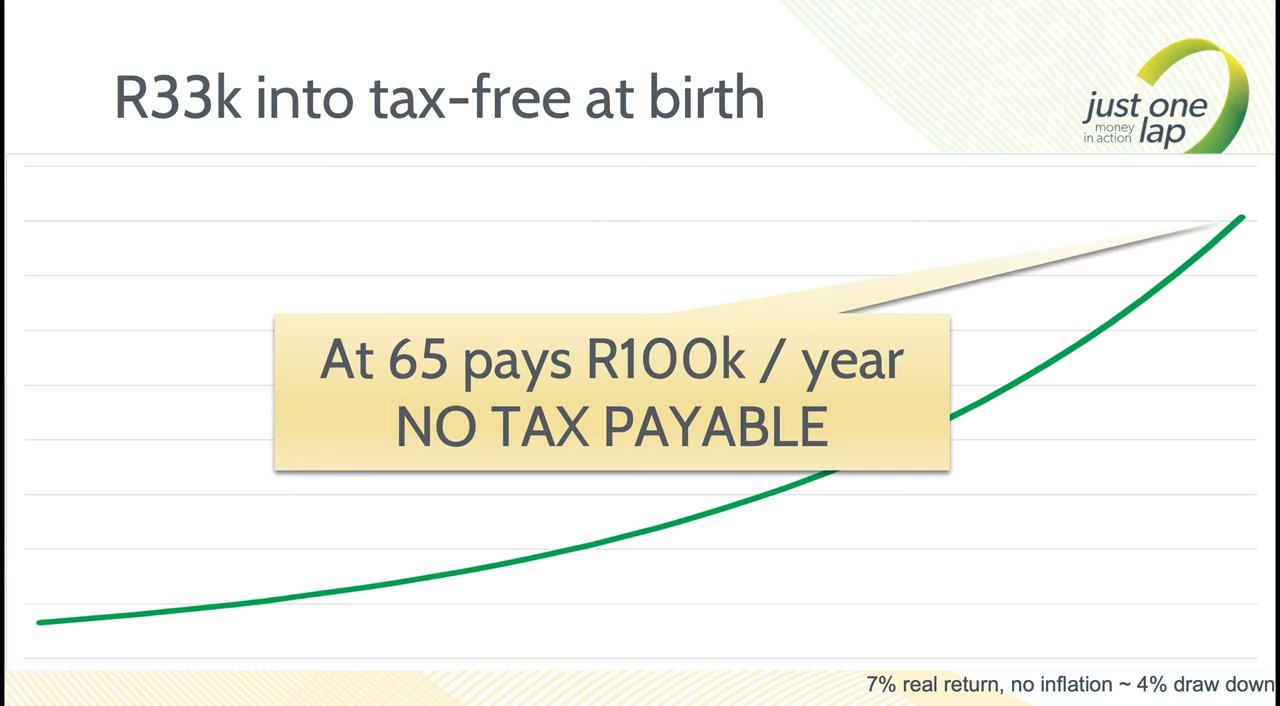 R33k into tax-free at birth
just one
money
in action lap
At 65 pays R100k / year
NO TAX PAYABLE
7% real return, no inflation ~ 4% draw down